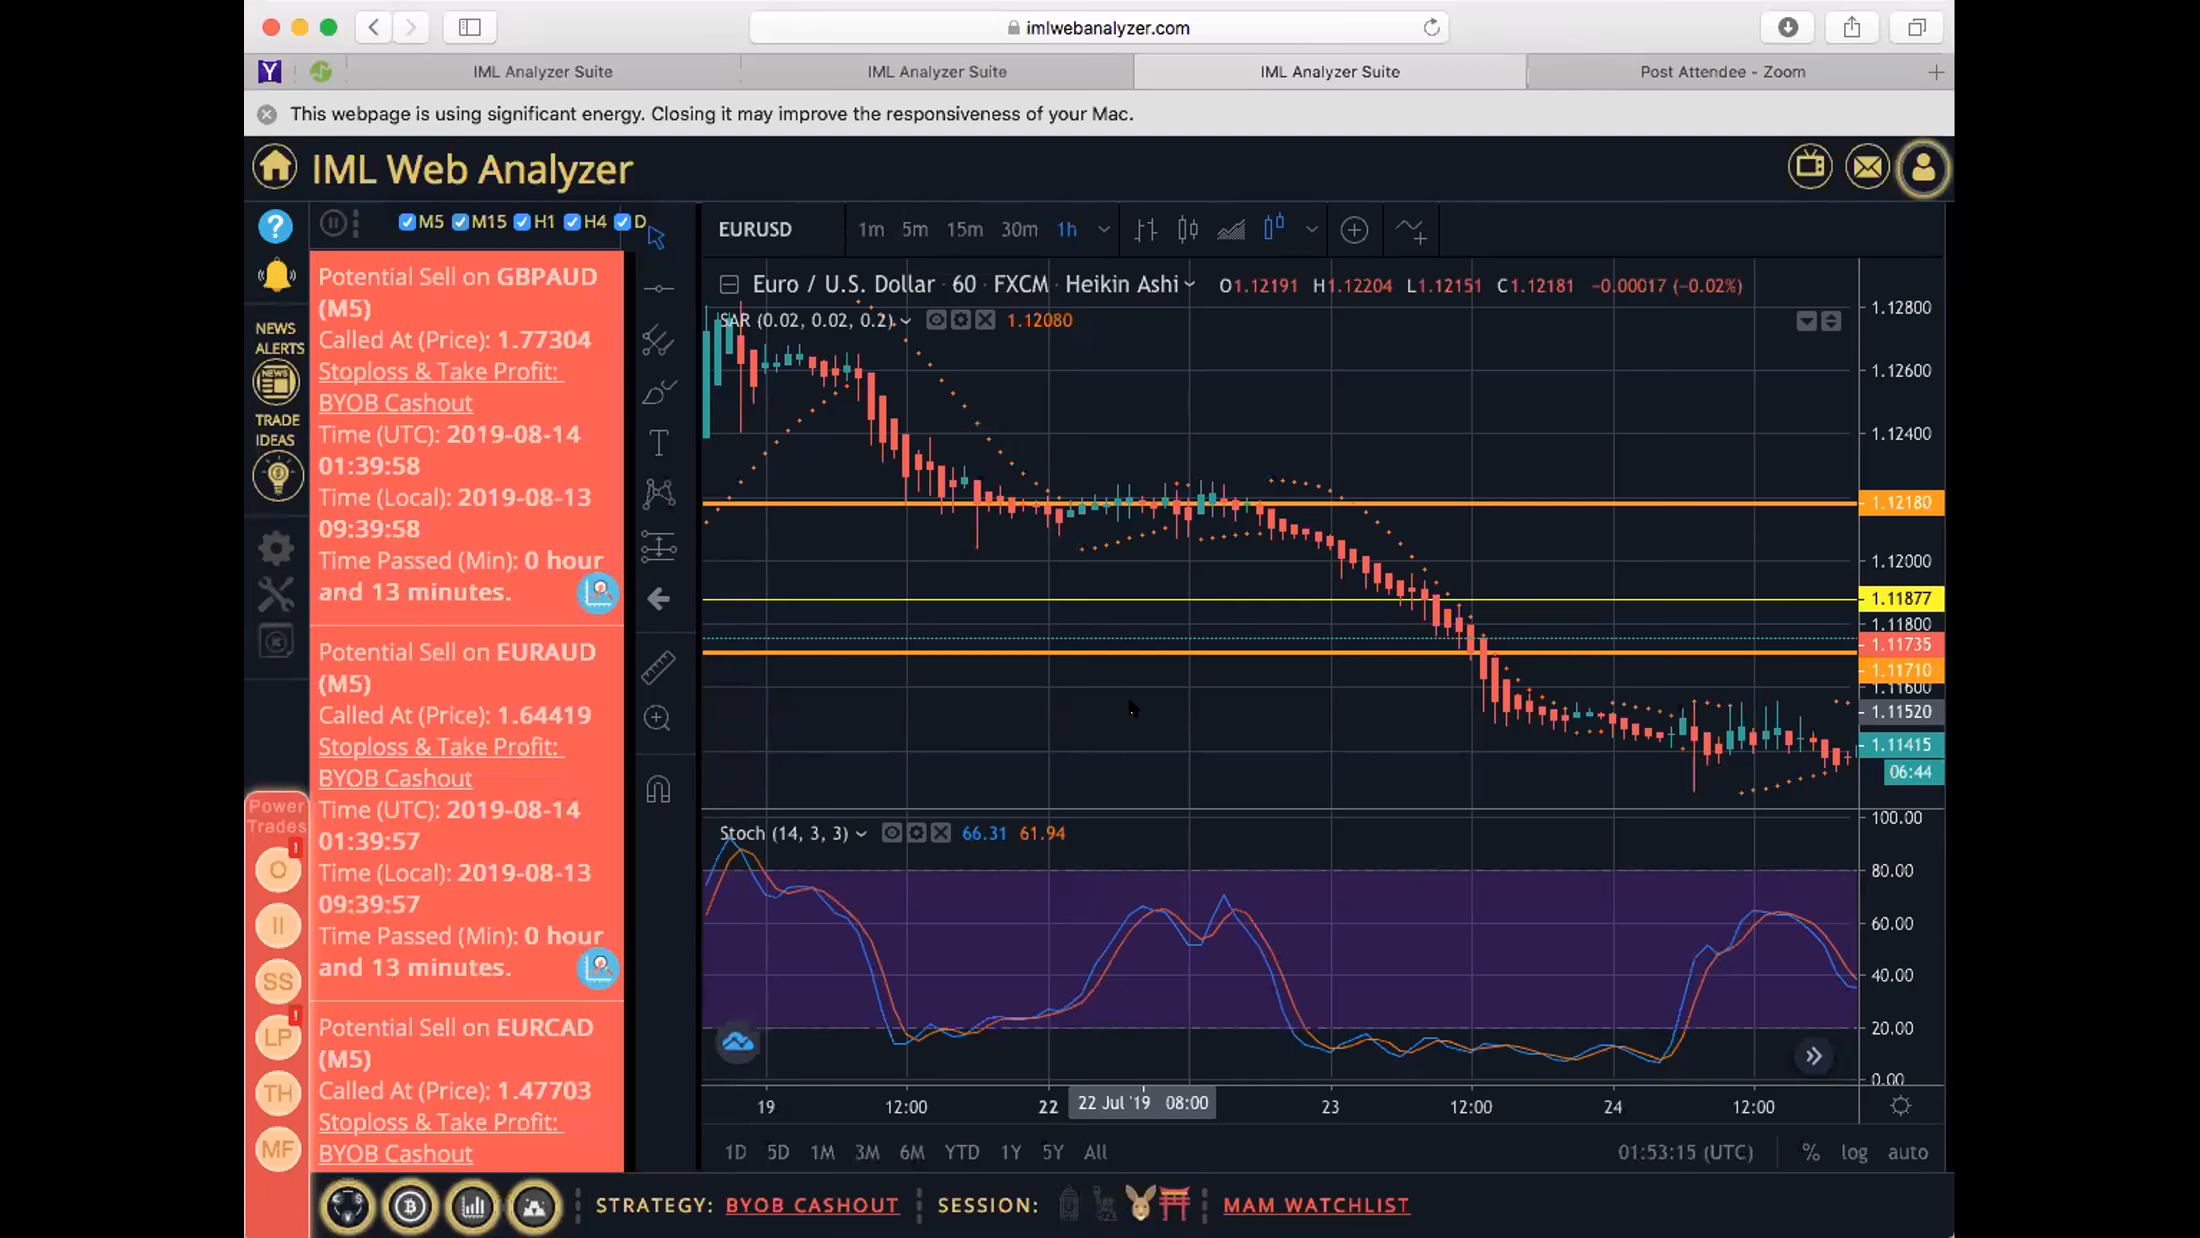 imlwebanalyzer.com
IML Analyzer Suite
IML Analyzer Suite
IML Analyzer Suite
Post Attendee - Zoom
This webpage is using significant energy. Closing it may improve the responsiveness of your Mac.
IML Web Analyzer
M5 M15 H1 H4 D
NEWS
ALERTS
NEWS
TRADE
IDEAS
Power
Trades
O
II
SS
LP
TH
MF
Potential Sell on GBPAUD
(M5)
Called At (Price): 1.77304
Stoploss & Take Profit:
BYOB Cashout
Time (UTC): 2019-08-14
01:39:58
Time (Local): 2019-08-13
09:39:58
Time Passed (Min): 0 hour
and 13 minutes.
Potential Sell on EURAUD
(M5)
Called At (Price): 1.64419
Stoploss & Take Profit:
BYOB Cashout
Time (UTC): 2019-08-14
01:39:57
Time (Local): 2019-08-13
09:39:57
Time Passed (Min): 0 hour
and 13 minutes.
Potential Sell on EURCAD
(M5)
Called At (Price): 1.47703
Stoploss & Take Profit:
BYOB Cashout
EURUSD 1m 5m 15m 30m 1h
Euro / U.S. Dollar · 60 · FXCM · Heikin Ashi O1.12191 H1.12204 L1.12151 C1.12181 −0.00017 (−0.02%)
SAR (0.02, 0.02, 0.2) 1.12080
1.12800
1.12600
1.12400
1.12180
1.12000
1.11877
1.11800
1.11735
1.11710
1.11600
1.11520
1.11415
06:44
Stoch (14, 3, 3) 66.31 61.94
100.00
80.00
60.00
40.00
20.00
0.00
19 12:00 22 22 Jul '19 08:00 23 12:00 24 12:00
1D 5D 1M 3M 6M YTD 1Y 5Y All 01:53:15 (UTC) % log auto
STRATEGY: BYOB CASHOUT SESSION: MAM WATCHLIST